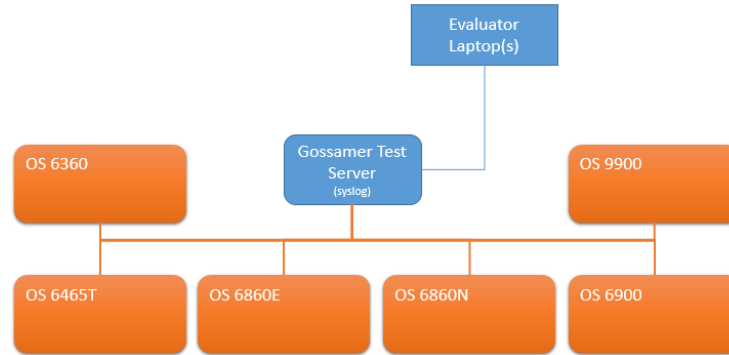 Evaluator
Laptop(s)
Gossamer Test
Server
(syslog)
OS 6360
OS 9900
OS 6465T
OS 6860E
OS 6860N
OS 6900